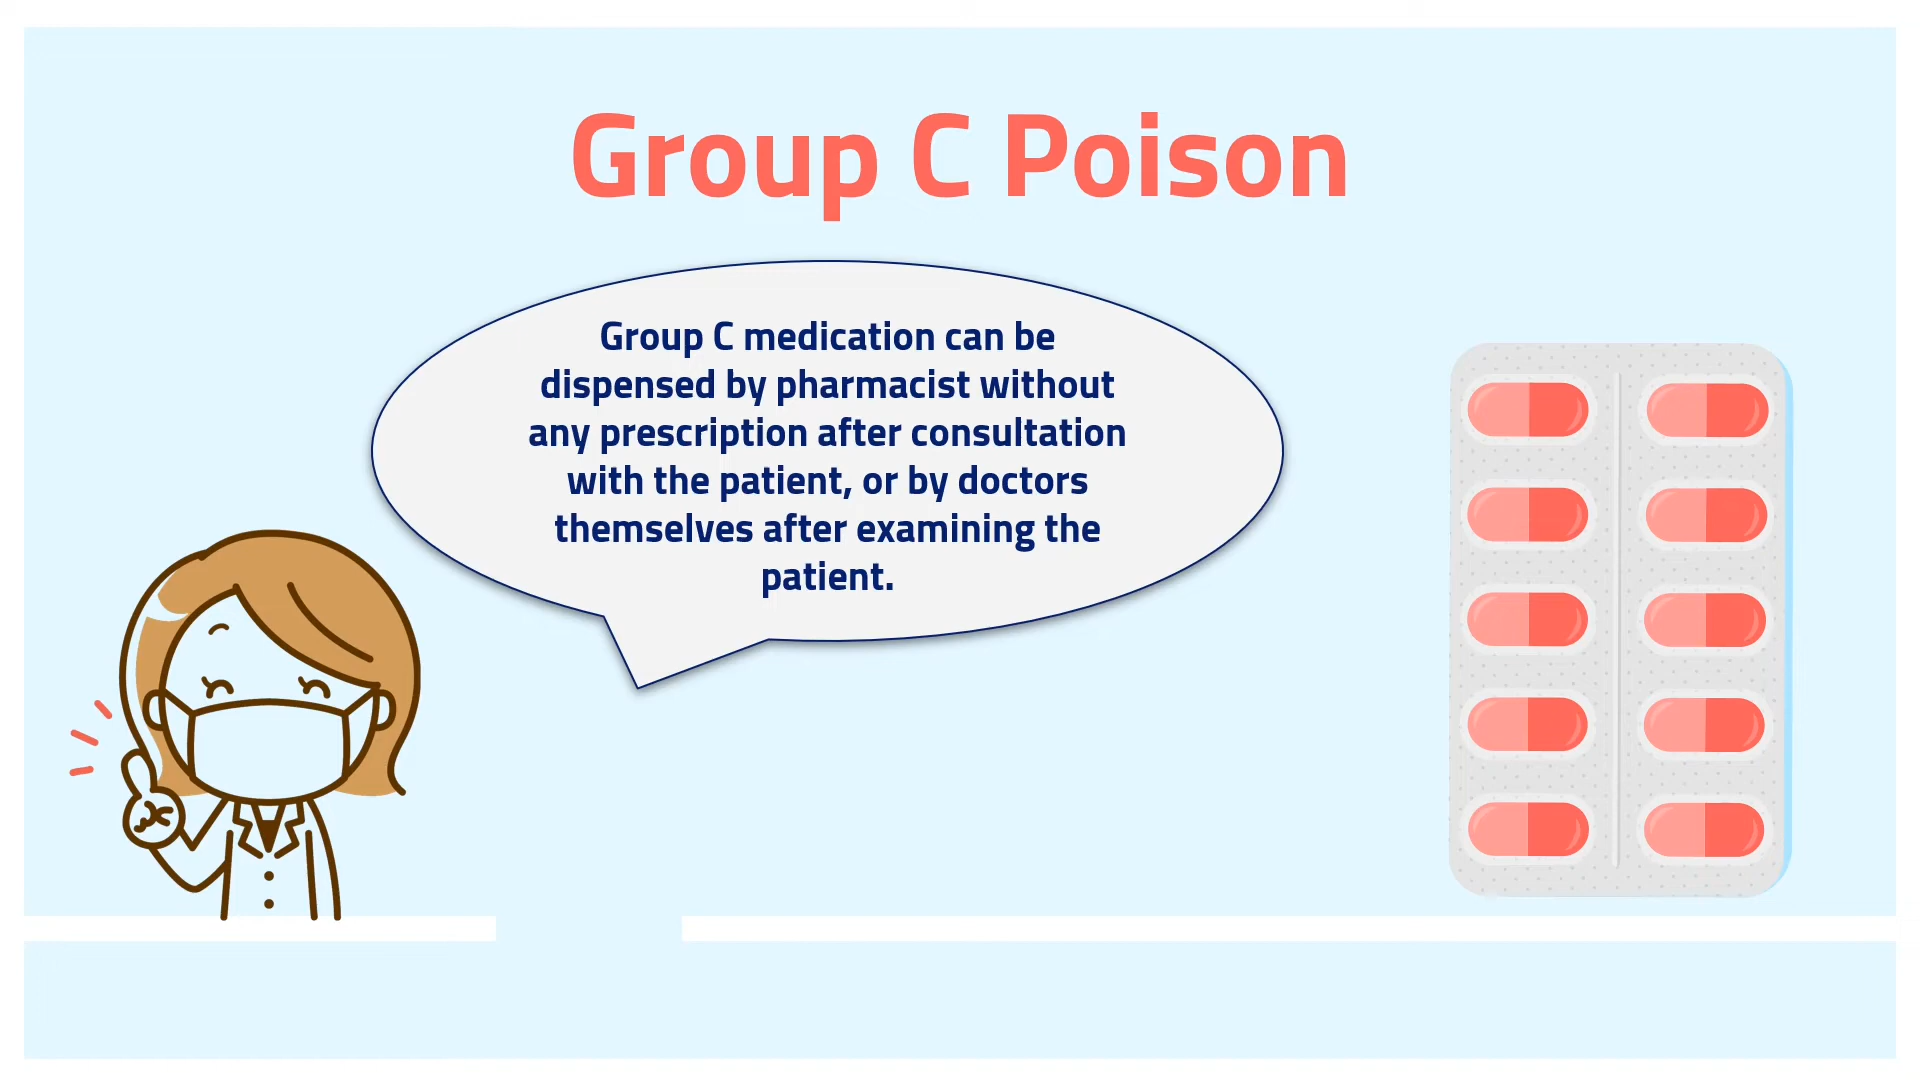 Group C Poison
Group C medication can be
dispensed by pharmacist without
any prescription after consultation
with the patient, or by doctors
themselves after examining the
patient.